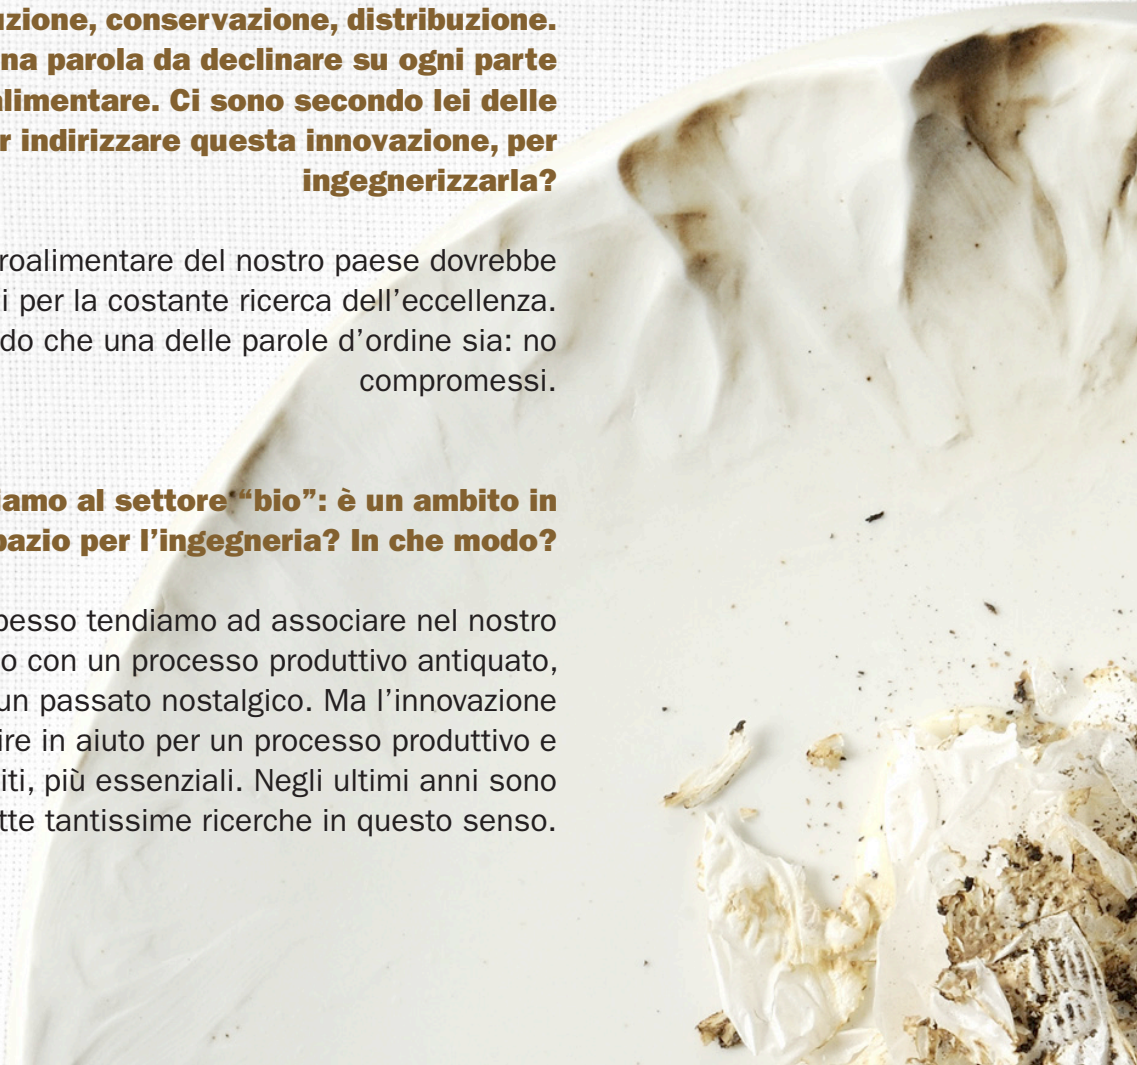 uzione, conservazione, distribuzione.
na parola da declinare su ogni parte
alimentare. Ci sono secondo lei delle
r indirizzare questa innovazione, per
ingegnerizzarla?
roalimentare del nostro paese dovrebbe
i per la costante ricerca dell’eccellenza.
do che una delle parole d’ordine sia: no
compromessi.
iamo al settore “bio”: è un ambito in
pazio per l’ingegneria? In che modo?
pesso tendiamo ad associare nel nostro
o con un processo produttivo antiquato,
un passato nostalgico. Ma l’innovazione
ire in aiuto per un processo produttivo e
iti, più essenziali. Negli ultimi anni sono
tte tantissime ricerche in questo senso.